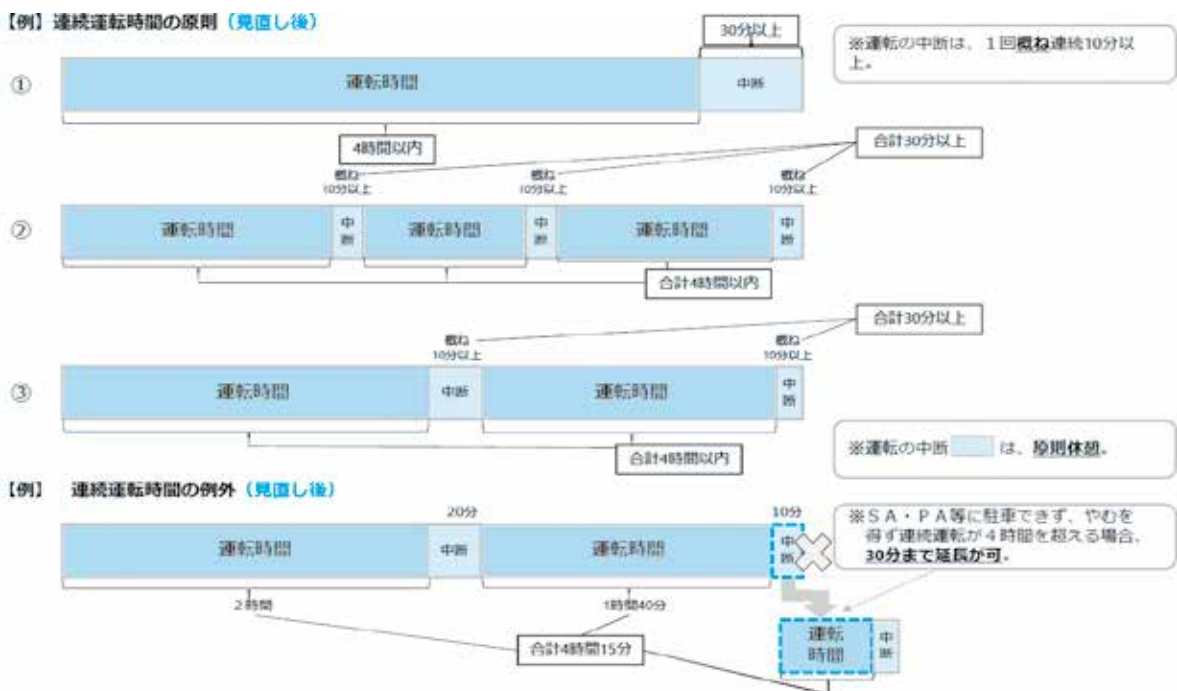 【例】連続運転時間の原則（見直し後）
30分以上
※運転の中断は、１回概ね連続10分以
上。
①
運転時間
中断
4時間以内
合計30分以上
概ね
10分以上
概ね
10分以上
概ね
10分以上
②
運転時間
中
断
運転時間
中
断
運転時間
中
断
合計4時間以内
合計30分以上
概ね
10分以上
概ね
10分以上
③
運転時間
中断
運転時間
中
断
合計4時間以内
※運転の中断 は、原則休憩。
【例】 連続運転時間の例外（見直し後）
20分
10分
※ＳＡ・ＰＡ等に駐車できず、やむを
得ず連続運転が４時間を超える場合、
30分まで延長が可。
運転時間
中断
運転時間
中
断
2時間
1時間40分
合計4時間15分
運転
時間
中
断